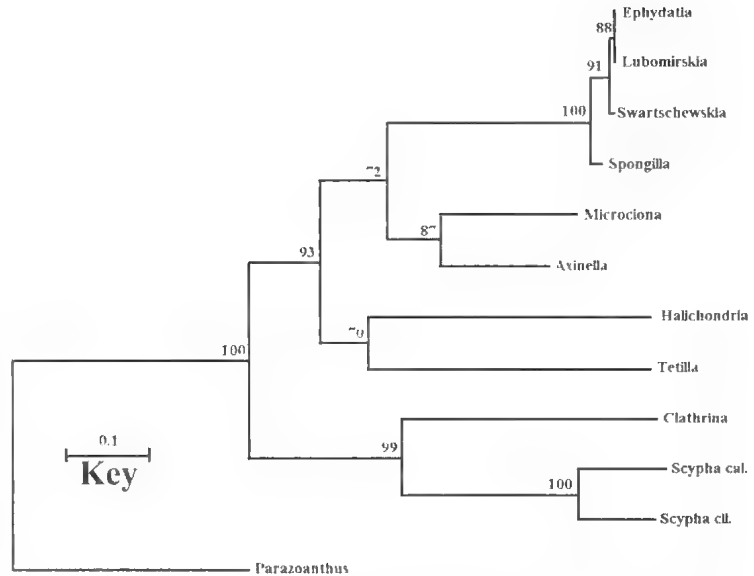 Ephydatia
88
Lubomirskia
91
Swartschewskia
100
Spongilla
72
Microciona
87
Axinella
93
Halichondria
70
Tetilla
100
Clathrina
99
0.1
Key
Scypha cal.
100
Scypha cil.
Parazoanthus